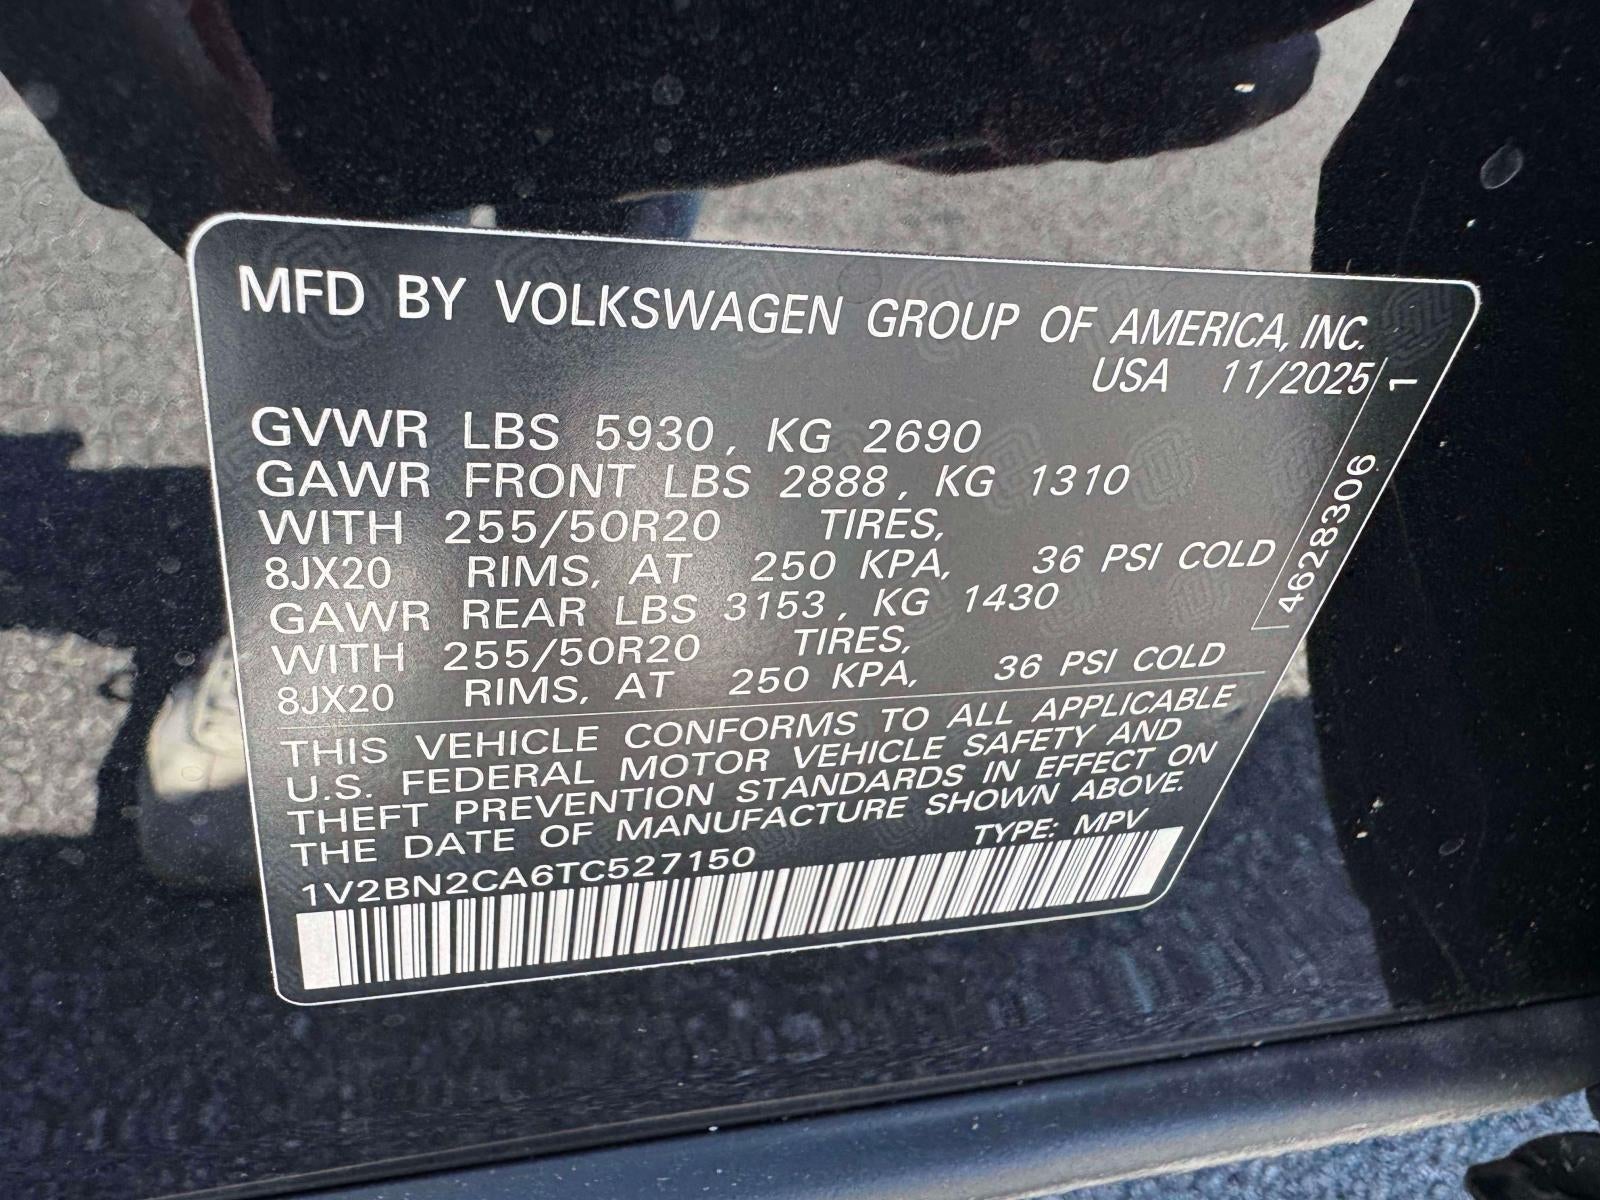 MFD BY VOLKSWAGEN GROUP OF AMERICA, INC.
USA 11/2025
GVWR LBS 5930, KG 2690
GAWR FRONT LBS 2888, KG 1310
WITH 255/50R20 TIRES,
8JX20 RIMS, AT 250 KPA, 36 PSI COLD
GAWR REAR LBS 3153, KG 1430
WITH 255/50R20 TIRES,
8JX20 RIMS, AT 250 KPA, 36 PSI COLD
THIS VEHICLE CONFORMS TO ALL APPLICABLE
U.S. FEDERAL MOTOR VEHICLE SAFETY AND
THEFT PREVENTION STANDARDS IN EFFECT ON
THE DATE OF MANUFACTURE SHOWN ABOVE.
1V2BN2CA6TC527150 TYPE: MPV
4628306 1